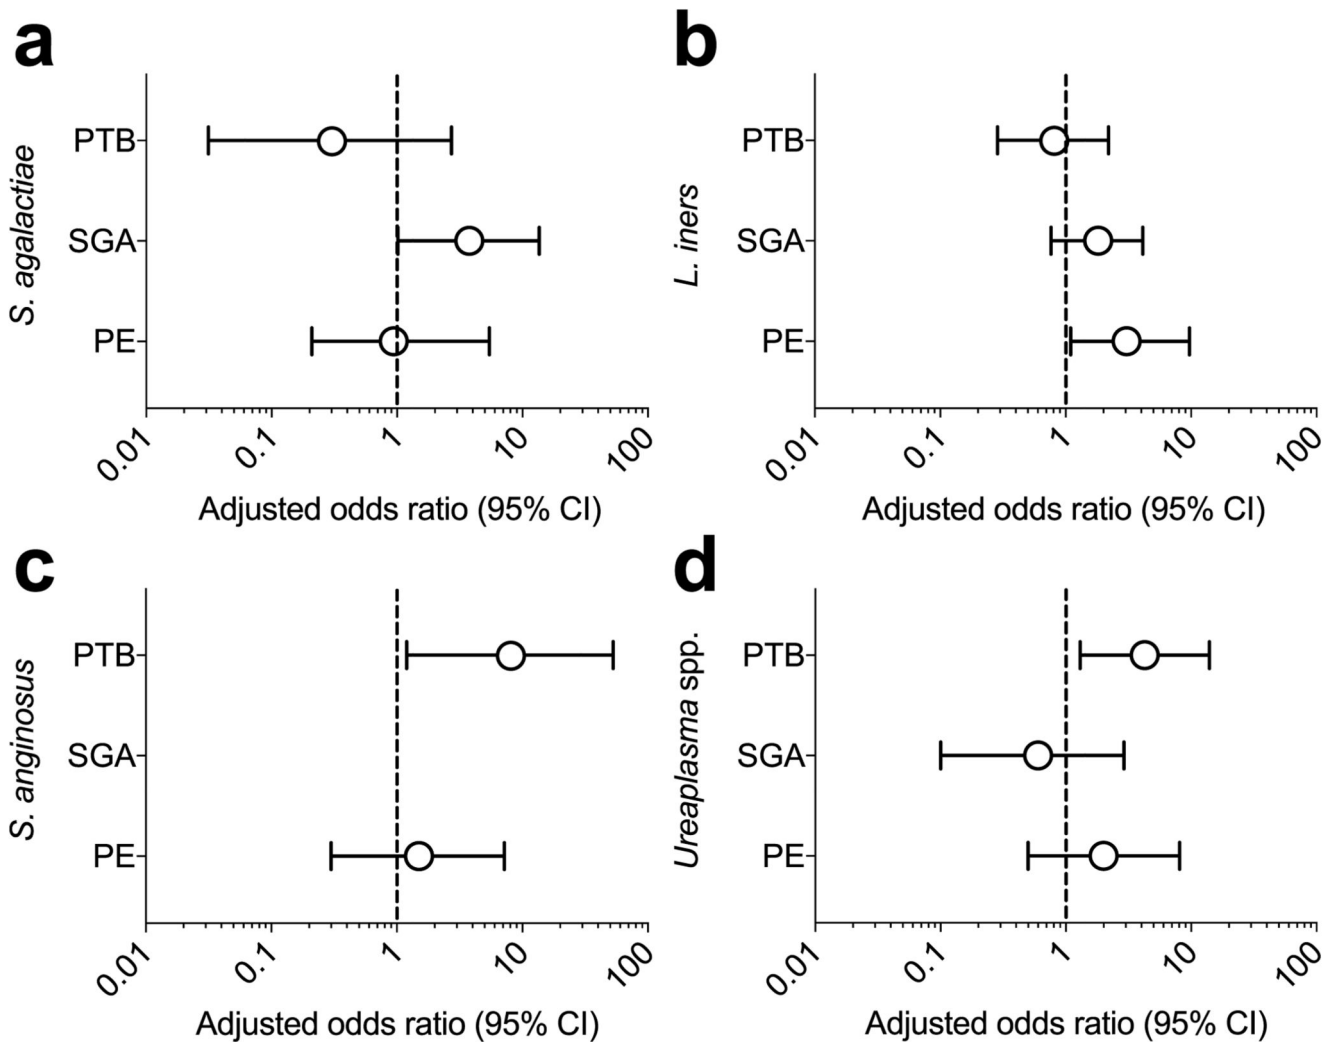 a
S. agalactiae
PTB
SGA
PE
0.01 0.1 1 10 100
Adjusted odds ratio (95% CI)
b
L. iners
PTB
SGA
PE
0.01 0.1 1 10 100
Adjusted odds ratio (95% CI)
c
S. anginosus
PTB
SGA
PE
0.01 0.1 1 10 100
Adjusted odds ratio (95% CI)
d
Ureaplasma spp.
PTB
SGA
PE
0.01 0.1 1 10 100
Adjusted odds ratio (95% CI)